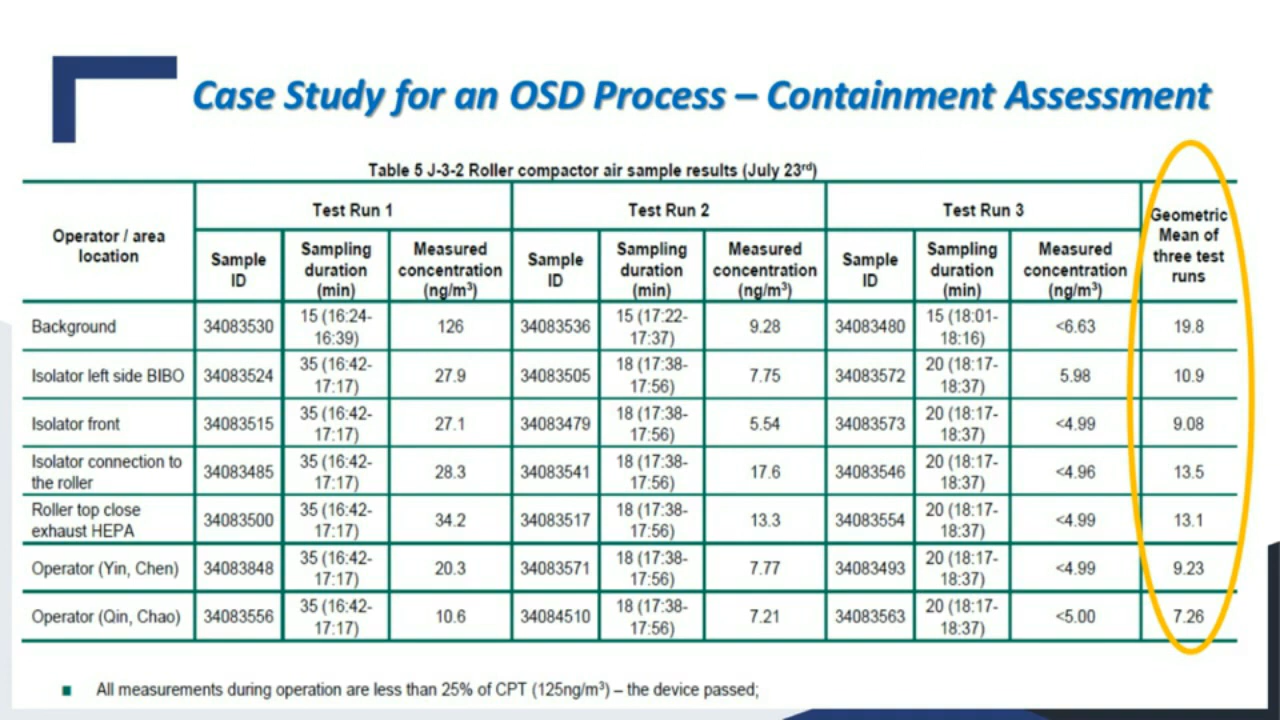 Case Study for an OSD Process – Containment Assessment
Table 5 J-3-2 Roller compactor air sample results (July 23rd)
Operator / area
location
Test Run 1
Test Run 2
Test Run 3
Geometric
Mean of
three test
runs
Sample
ID
Sampling
duration
(min)
Measured
concentration
(ng/m³)
Sample
ID
Sampling
duration
(min)
Measured
concentration
(ng/m³)
Sample
ID
Sampling
duration
(min)
Measured
concentration
(ng/m³)
Background
34083530
15 (16:24-
16:39)
126
34083536
15 (17:22-
17:37)
9.28
34083480
15 (18:01-
18:16)
<6.63
19.8
Isolator left side BIBO
34083524
35 (16:42-
17:17)
27.9
34083505
18 (17:38-
17:56)
7.75
34083572
20 (18:17-
18:37)
5.98
10.9
Isolator front
34083515
35 (16:42-
17:17)
27.1
34083479
18 (17:38-
17:56)
5.54
34083573
20 (18:17-
18:37)
<4.99
9.08
Isolator connection to
the roller
34083485
35 (16:42-
17:17)
28.3
34083541
18 (17:38-
17:56)
17.6
34083546
20 (18:17-
18:37)
<4.96
13.5
Roller top close
exhaust HEPA
34083500
35 (16:42-
17:17)
34.2
34083517
18 (17:38-
17:56)
13.3
34083554
20 (18:17-
18:37)
<4.99
13.1
Operator (Yin, Chen)
34083848
35 (16:42-
17:17)
20.3
34083571
18 (17:38-
17:56)
7.77
34083493
20 (18:17-
18:37)
<4.99
9.23
Operator (Qin, Chao)
34083556
35 (16:42-
17:17)
10.6
34084510
18 (17:38-
17:56)
7.21
34083563
20 (18:17-
18:37)
<5.00
7.26
■ All measurements during operation are less than 25% of CPT (125ng/m³) – the device passed;